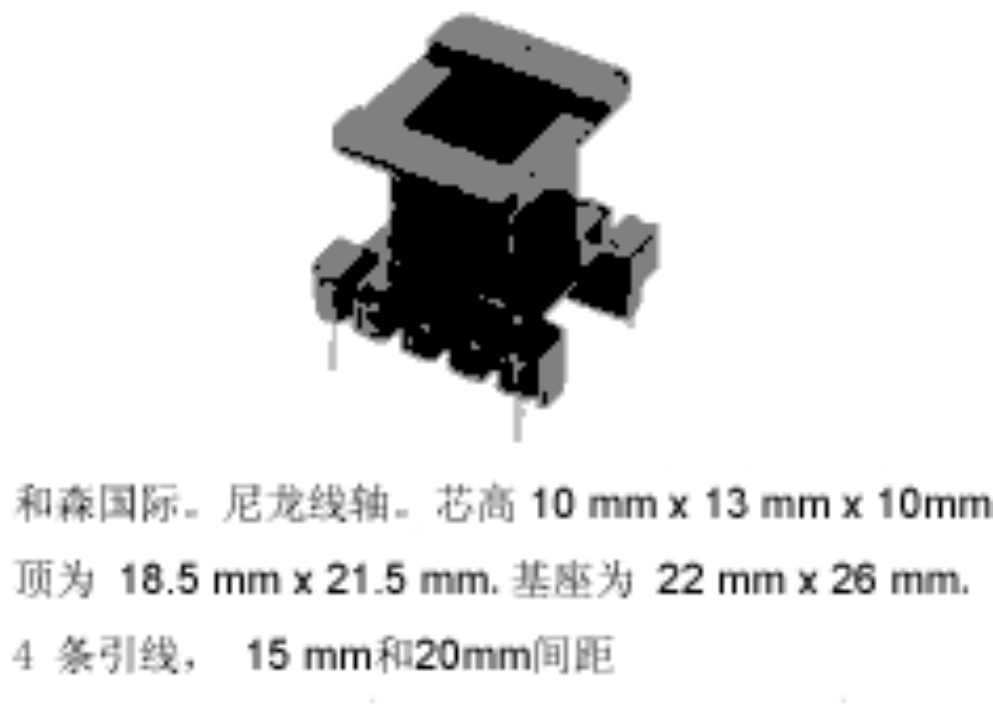 和森国际。尼龙线轴。芯高 10 mm x 13 mm x 10mm
顶为 18.5 mm x 21.5 mm. 基座为 22 mm x 26 mm.
4 条引线， 15 mm和20mm间距